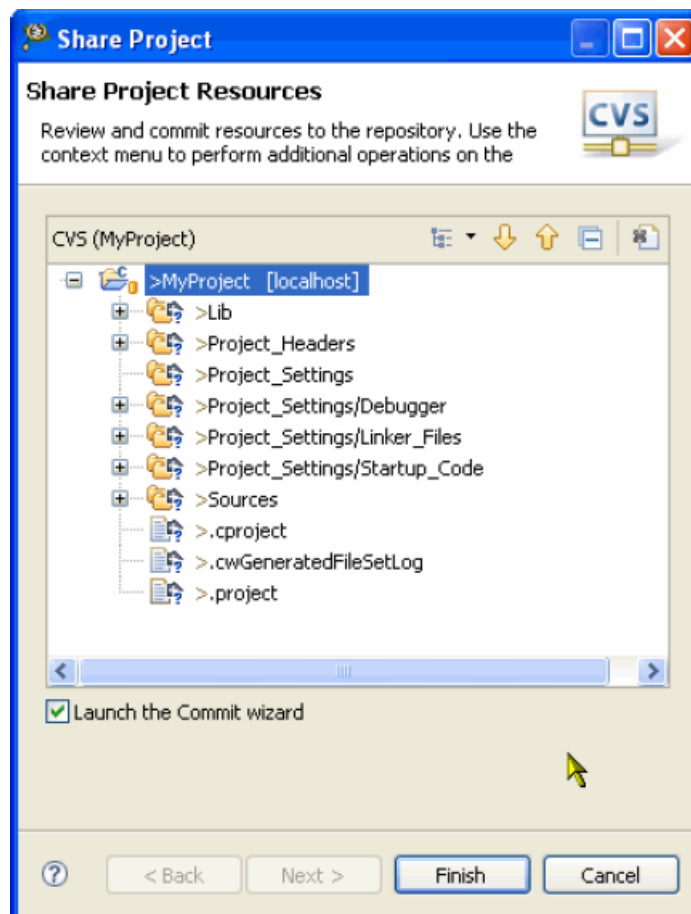 Share Project
Share Project Resources
Review and commit resources to the repository. Use the
context menu to perform additional operations on the
CVS
CVS (MyProject)
>MyProject [localhost]
>Lib
>Project_Headers
>Project_Settings
>Project_Settings/Debugger
>Project_Settings/Linker_Files
>Project_Settings/Startup_Code
>Sources
>.cproject
>.cwGeneratedFileSetLog
>.project
Launch the Commit wizard
< Back Next > Finish Cancel